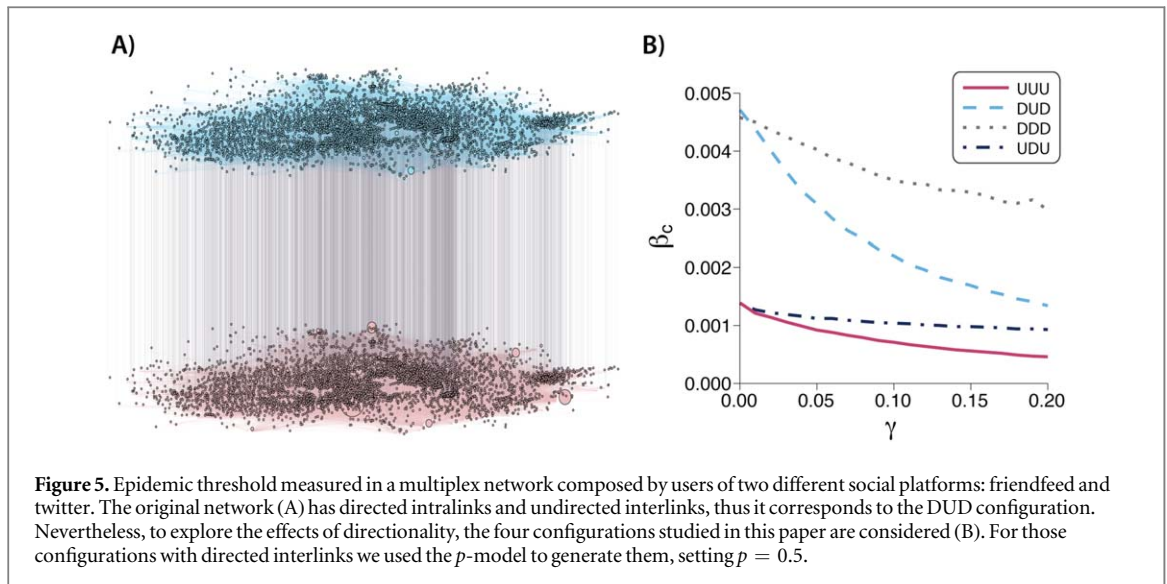 A)
B)
UUU
DUD
DDD
UDU
0.005
0.004
0.003
0.002
0.001
0.000
βc
0.00 0.05 0.10 0.15 0.20
γ
Figure 5. Epidemic threshold measured in a multiplex network composed by users of two different social platforms: friendfeed and
twitter. The original network (A) has directed intralinks and undirected interlinks, thus it corresponds to the DUD configuration.
Nevertheless, to explore the effects of directionality, the four configurations studied in this paper are considered (B). For those
configurations with directed interlinks we used the p-model to generate them, setting p = 0.5.